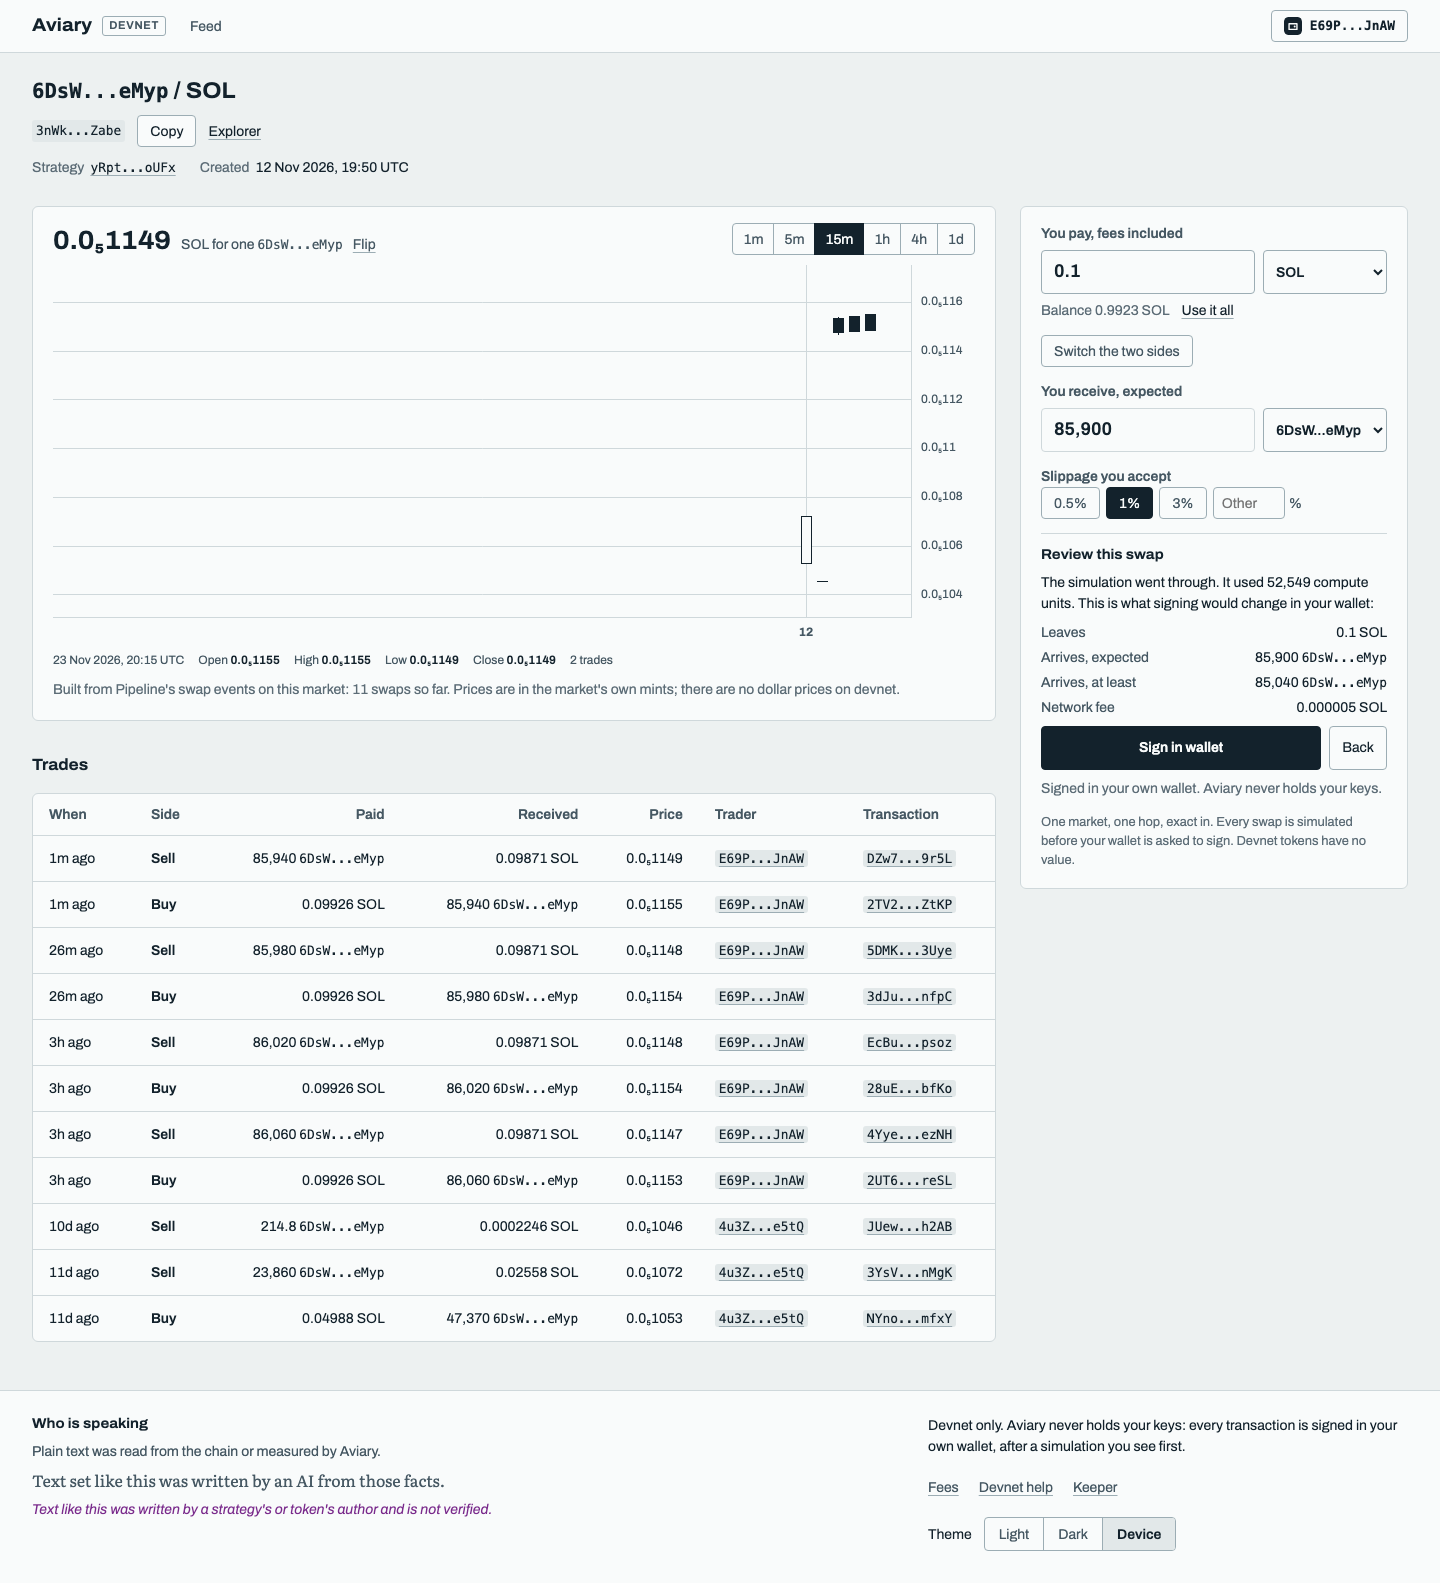 Aviary DEVNET Feed E69P...JnAW
6DsW...eMyp / SOL
3nWk...Zabe Copy Explorer
Strategy yRpt...oUFx Created 12 Nov 2026, 19:50 UTC
0.0₅1149 SOL for one 6DsW...eMyp Flip
1m 5m 15m 1h 4h 1d
0.0₅116
0.0₅114
0.0₅112
0.0₅11
0.0₅108
0.0₅106
0.0₅104
12
23 Nov 2026, 20:15 UTC Open 0.0₅1155 High 0.0₅1155 Low 0.0₅1149 Close 0.0₅1149 2 trades
Built from Pipeline's swap events on this market: 11 swaps so far. Prices are in the market's own mints; there are no dollar prices on devnet.
You pay, fees included
0.1 SOL
Balance 0.9923 SOL Use it all
Switch the two sides
You receive, expected
85,900 6DsW...eMyp
Slippage you accept
0.5% 1% 3% Other %
Review this swap
The simulation went through. It used 52,549 compute
units. This is what signing would change in your wallet:
Leaves 0.1 SOL
Arrives, expected 85,900 6DsW...eMyp
Arrives, at least 85,040 6DsW...eMyp
Network fee 0.000005 SOL
Sign in wallet Back
Signed in your own wallet. Aviary never holds your keys.
One market, one hop, exact in. Every swap is simulated
before your wallet is asked to sign. Devnet tokens have no
value.
Trades
When Side Paid Received Price Trader Transaction
1m ago Sell 85,940 6DsW...eMyp 0.09871 SOL 0.0₅1149 E69P...JnAW DZw7...9r5L
1m ago Buy 0.09926 SOL 85,940 6DsW...eMyp 0.0₅1155 E69P...JnAW 2TV2...ZtKP
26m ago Sell 85,980 6DsW...eMyp 0.09871 SOL 0.0₅1148 E69P...JnAW 5DMK...3Uye
26m ago Buy 0.09926 SOL 85,980 6DsW...eMyp 0.0₅1154 E69P...JnAW 3dJu...nfpC
3h ago Sell 86,020 6DsW...eMyp 0.09871 SOL 0.0₅1148 E69P...JnAW EcBu...psoz
3h ago Buy 0.09926 SOL 86,020 6DsW...eMyp 0.0₅1154 E69P...JnAW 28uE...bfKo
3h ago Sell 86,060 6DsW...eMyp 0.09871 SOL 0.0₅1147 E69P...JnAW 4Yye...ezNH
3h ago Buy 0.09926 SOL 86,060 6DsW...eMyp 0.0₅1153 E69P...JnAW 2UT6...reSL
10d ago Sell 214.8 6DsW...eMyp 0.0002246 SOL 0.0₅1046 4u3Z...e5tQ JUew...h2AB
11d ago Sell 23,860 6DsW...eMyp 0.02558 SOL 0.0₅1072 4u3Z...e5tQ 3YsV...nMgK
11d ago Buy 0.04988 SOL 47,370 6DsW...eMyp 0.0₅1053 4u3Z...e5tQ NYno...mfxY
Who is speaking
Plain text was read from the chain or measured by Aviary.
Text set like this was written by an AI from those facts.
Text like this was written by a strategy's or token's author and is not verified.
Devnet only. Aviary never holds your keys: every transaction is signed in your
own wallet, after a simulation you see first.
Fees Devnet help Keeper
Theme Light Dark Device